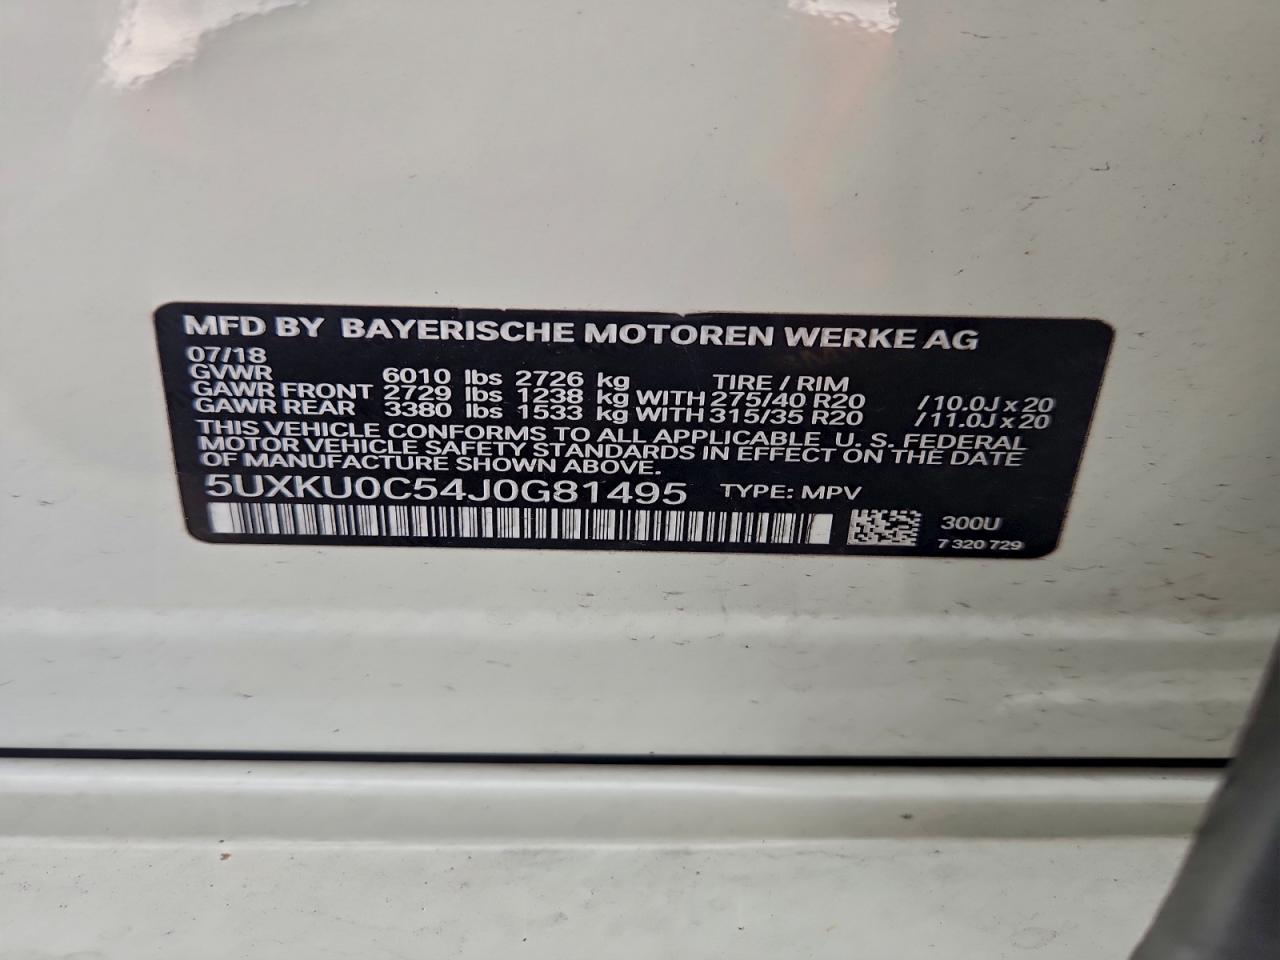 MFD BY BAYERISCHE MOTOREN WERKE AG
07/18
GVWR 6010 lbs 2726 kg TIRE / RIM
GAWR FRONT 2729 lbs 1238 kg WITH 275/40 R20 / 10.0J x 20
GAWR REAR 3380 lbs 1533 kg WITH 315/35 R20 / 11.0J x 20
THIS VEHICLE CONFORMS TO ALL APPLICABLE U. S. FEDERAL
MOTOR VEHICLE SAFETY STANDARDS IN EFFECT ON THE DATE
OF MANUFACTURE SHOWN ABOVE.
5UXKU0C54J0G81495 TYPE: MPV
300U
7 320 729